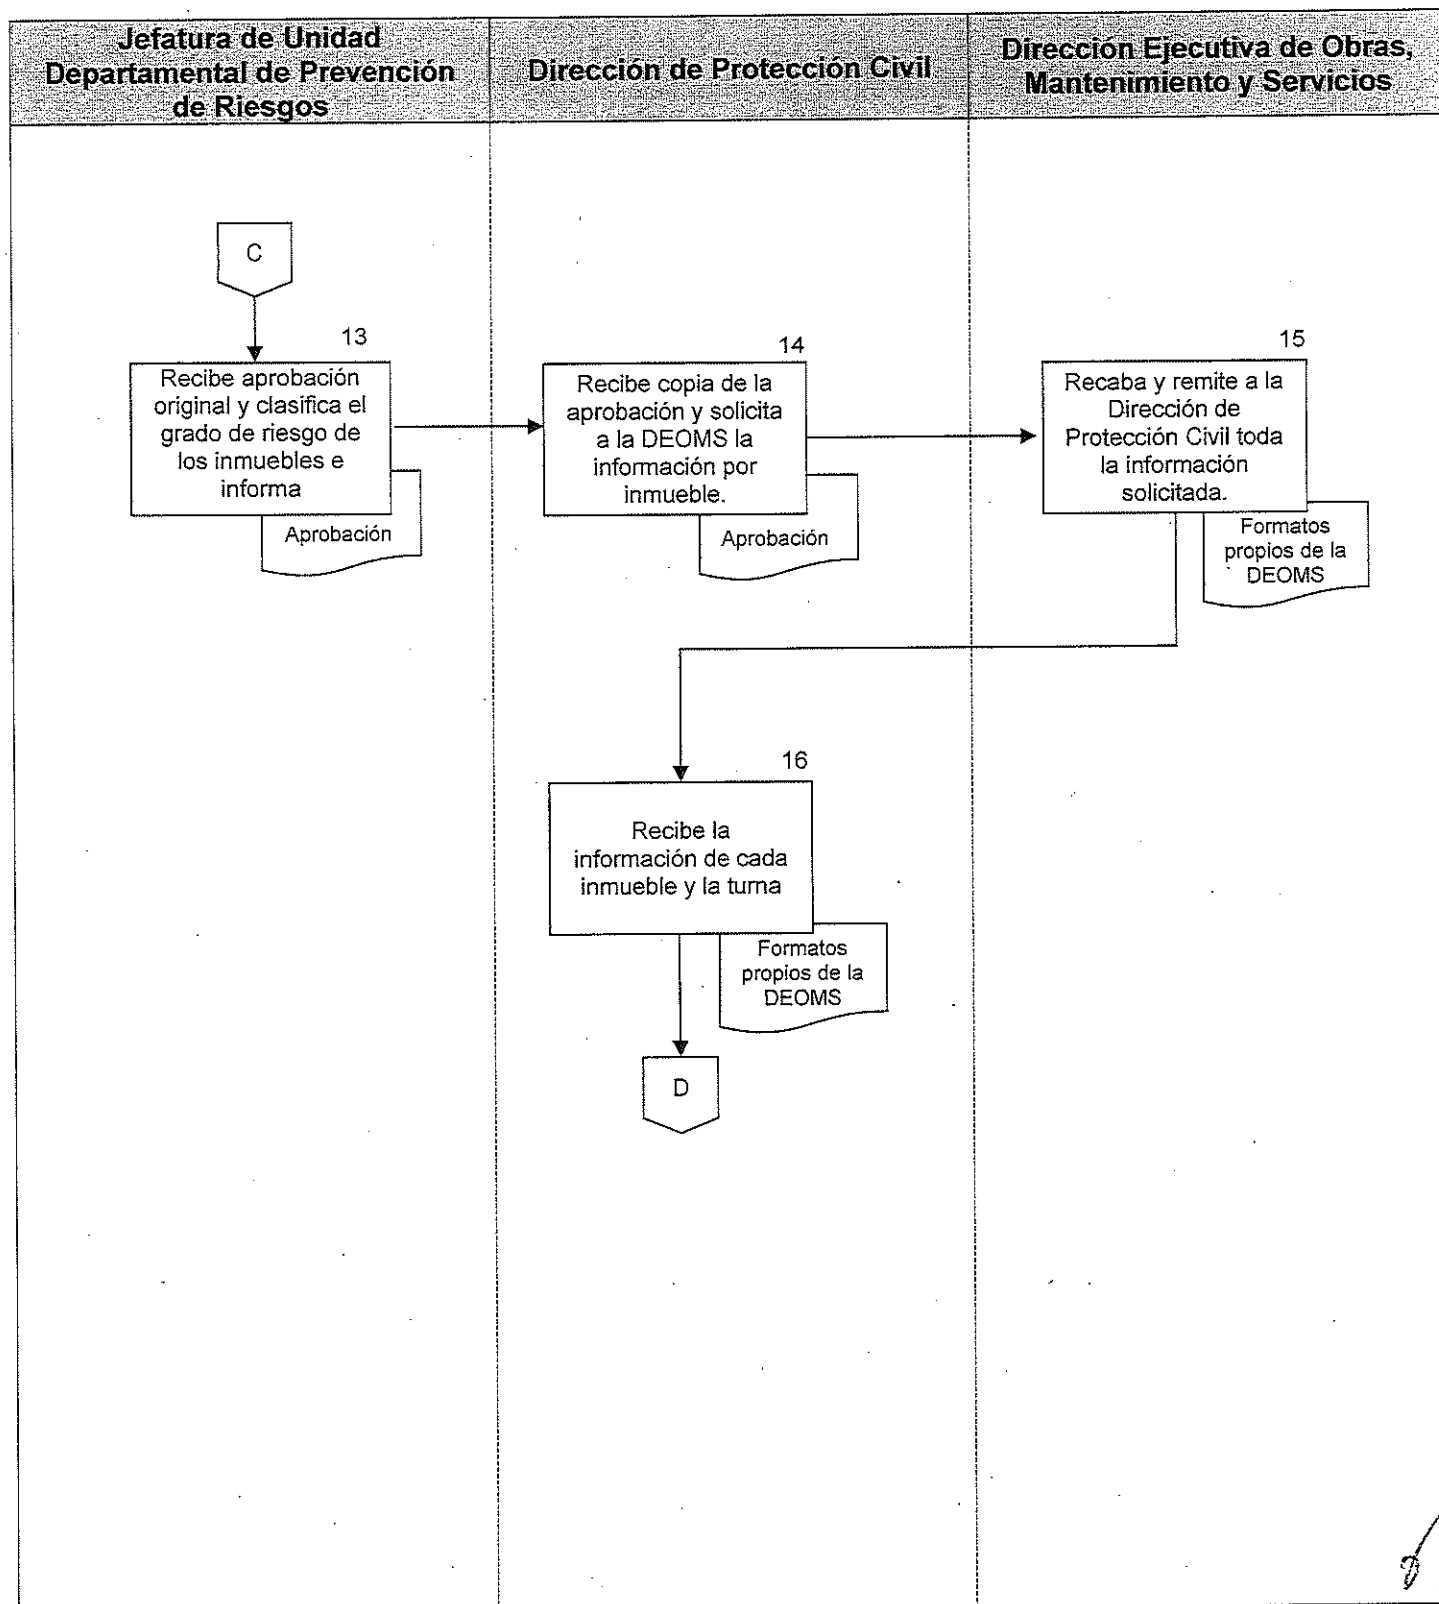 Jefatura de Unidad
Departamental de Prevención
de Riesgos
Dirección de Protección Civil
Dirección Ejecutiva de Obras,
Mantenimiento y Servicios
C
13
Recibe aprobación
original y clasifica el
grado de riesgo de
los inmuebles e
informa
Aprobación
14
Recibe copia de la
aprobación y solicita
a la DEOMS la
información por
inmueble.
Aprobación
15
Recaba y remite a la
Dirección de
Protección Civil toda
la información
solicitada.
Formatos
propios de la
DEOMS
16
Recibe la
información de cada
inmueble y la turna
Formatos
propios de la
DEOMS
D